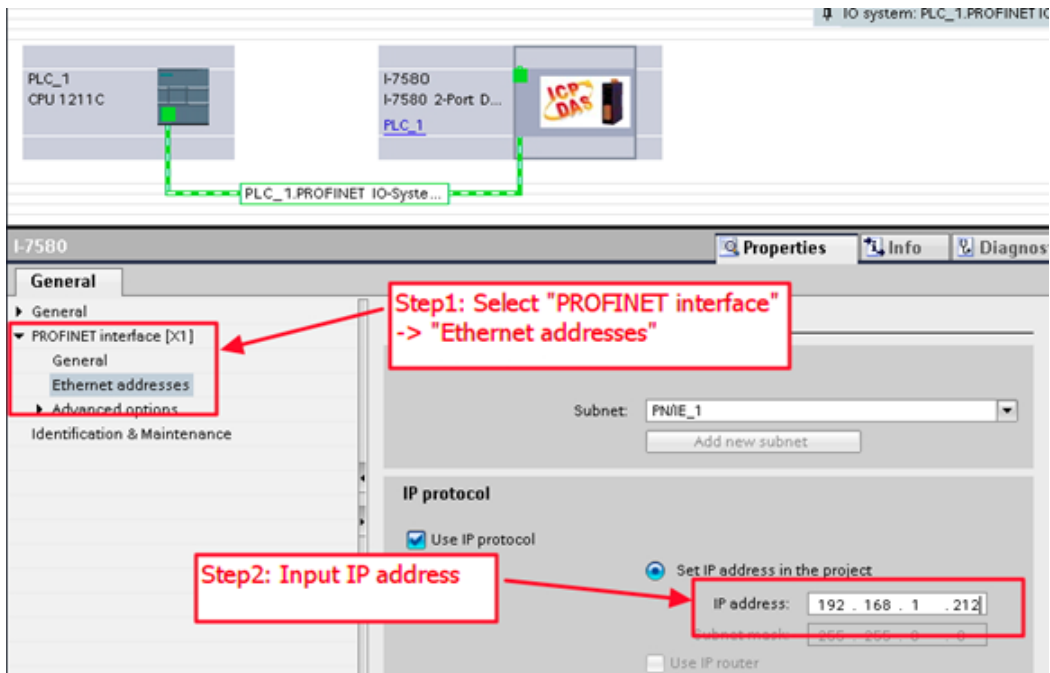 IO system: PLC_1.PROFINET IO
PLC_1
CPU 1211C
I-7580
I-7580 2-Port D...
PLC_1
ICP
DAS
PLC_1.PROFINET IO-Syste...
I-7580
Properties
Info
Diagnos
General
General
PROFINET interface [X1]
General
Ethernet addresses
Advanced options
Identification & Maintenance
Step1: Select "PROFINET interface"
-> "Ethernet addresses"
Subnet: PN/IE_1
Add new subnet
IP protocol
Use IP protocol
Step2: Input IP address
Set IP address in the project
IP address: 192 . 168 . 1 . 212
Subnet mask: 255 . 255 . 0 . 0
Use IP router